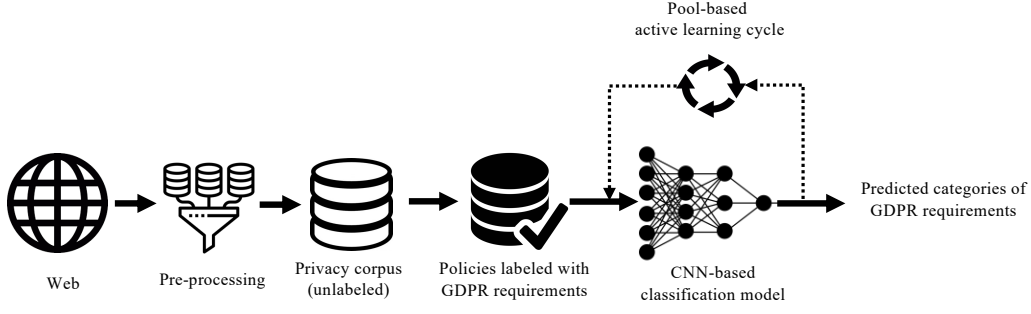 Pool-based
active learning cycle
Web
Pre-processing
Privacy corpus
(unlabeled)
Policies labeled with
GDPR requirements
CNN-based
classification model
Predicted categories of
GDPR requirements